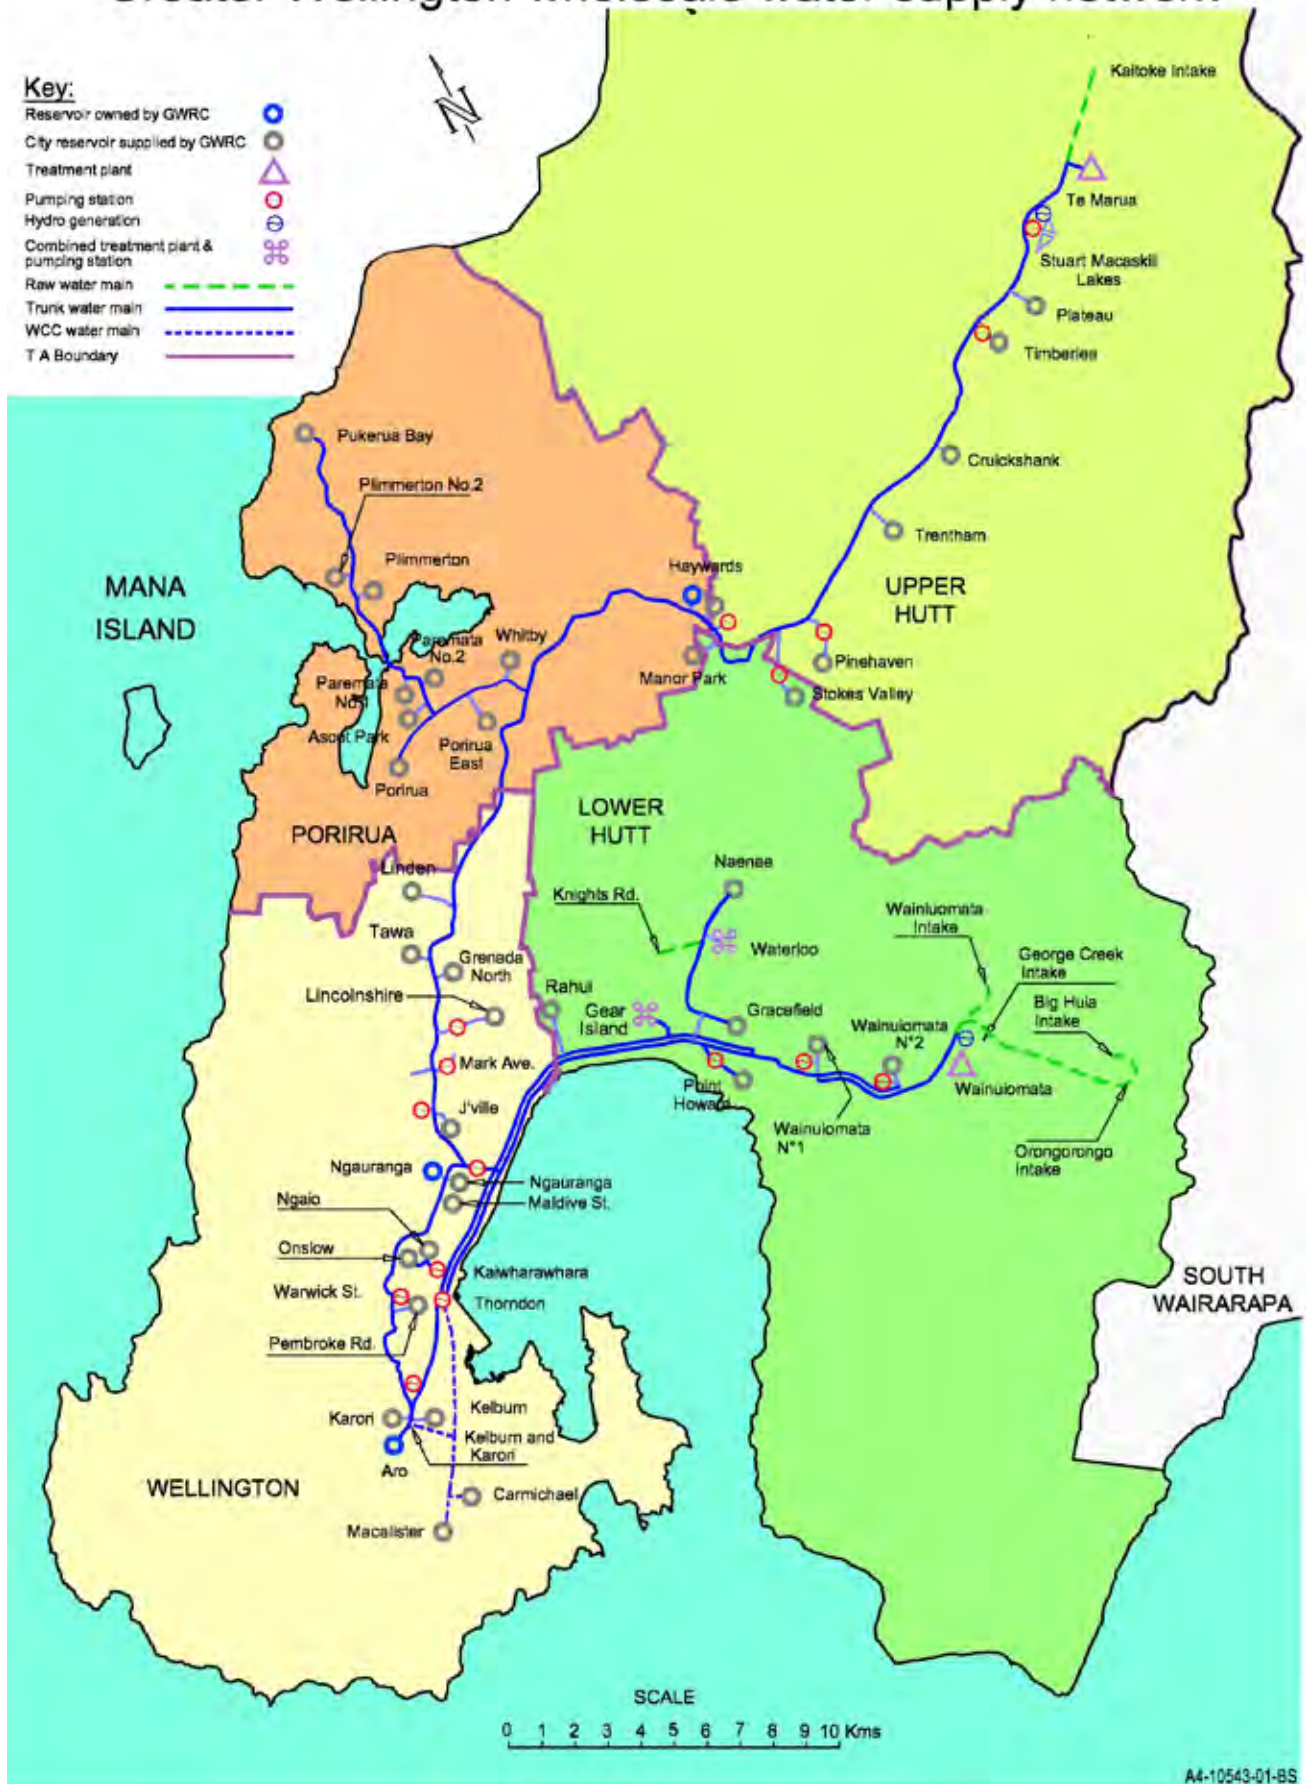 Greater Wellington wholesale water supply network
Key:
Reservoir owned by GWRC
City reservoir supplied by GWRC
Treatment plant
Pumping station
Hydro generation
Combined treatment plant &
pumping station
Raw water main
Trunk water main
WCC water main
T A Boundary
N
Kaitoke Intake
Te Marua
Stuart Macaskill
Lakes
Plateau
Timberlee
Cruickshank
Trentham
UPPER
HUTT
Pukerua Bay
Plimmerton No.2
Plimmerton
MANA
ISLAND
Haywards
Paremata
No.2
Whitby
Manor Park
Pinehaven
Stokes Valley
Paremata
No.1
Ascot Park
Porirua
East
Porirua
PORIRUA
LOWER
HUTT
Linden
Naenae
Knights Rd.
Waterloo
Wainuiomata
Intake
George Creek
Intake
Big Huia
Intake
Tawa
Grenada
North
Lincolnshire
Rahui
Gear
Island
Gracefield
Wainuiomata
N°2
Mark Ave.
Point
Howard
Wainuiomata
J'ville
Wainuiomata
N°1
Orongorongo
Intake
Ngauranga
Ngauranga
Maldive St.
Ngaio
Onslow
Kaiwharawhara
Warwick St.
Thorndon
Pembroke Rd.
SOUTH
WAIRARAPA
Karori
Kelburn
Kelburn and
Karori
Aro
WELLINGTON
Carmichael
Macalister
SCALE
0 1 2 3 4 5 6 7 8 9 10 Kms
A4-10543-01-BS